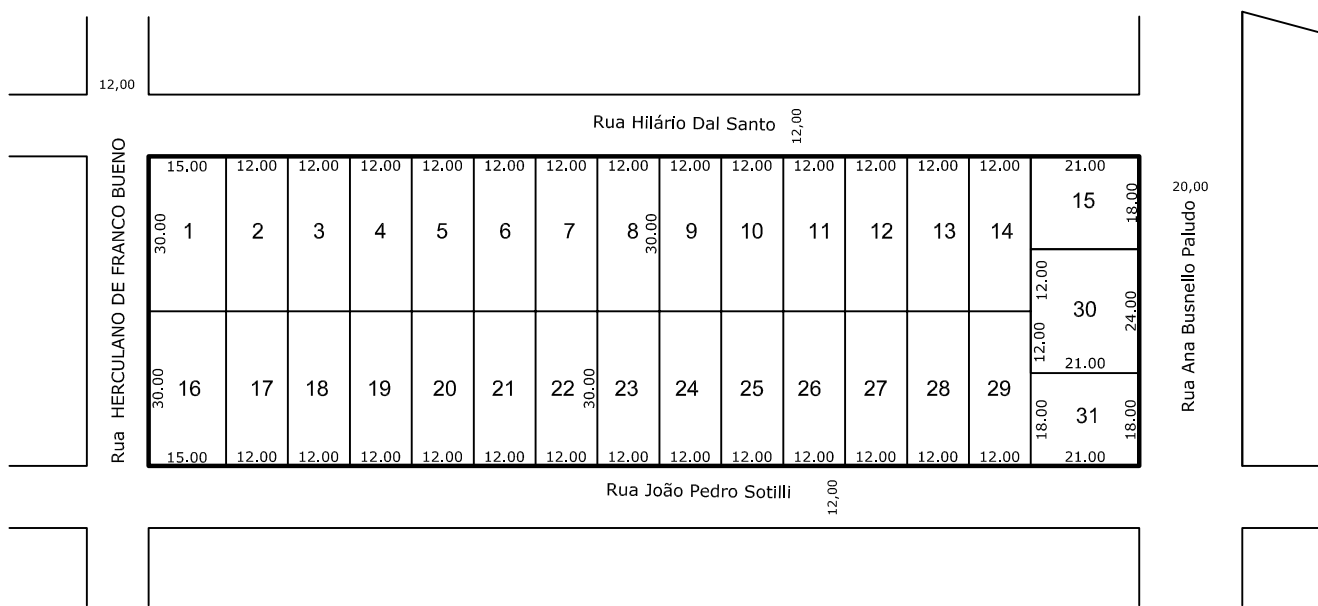 12,00
Rua Hilário Dal Santo
12,00
Rua HERCULANO DE FRANCO BUENO
15.00 12.00 12.00 12.00 12.00 12.00 12.00 12.00 12.00 12.00 12.00 12.00 12.00 12.00 21.00
30.00 1 2 3 4 5 6 7 8 30.00 9 10 11 12 13 14
15 18.00
20,00
12.00
30 24.00
12.00
21.00
Rua Ana Busnello Paludo
30.00 16 17 18 19 20 21 22 30.00 23 24 25 26 27 28 29
18.00 31 18.00
15.00 12.00 12.00 12.00 12.00 12.00 12.00 12.00 12.00 12.00 12.00 12.00 12.00 12.00 21.00
Rua João Pedro Sotilli
12,00